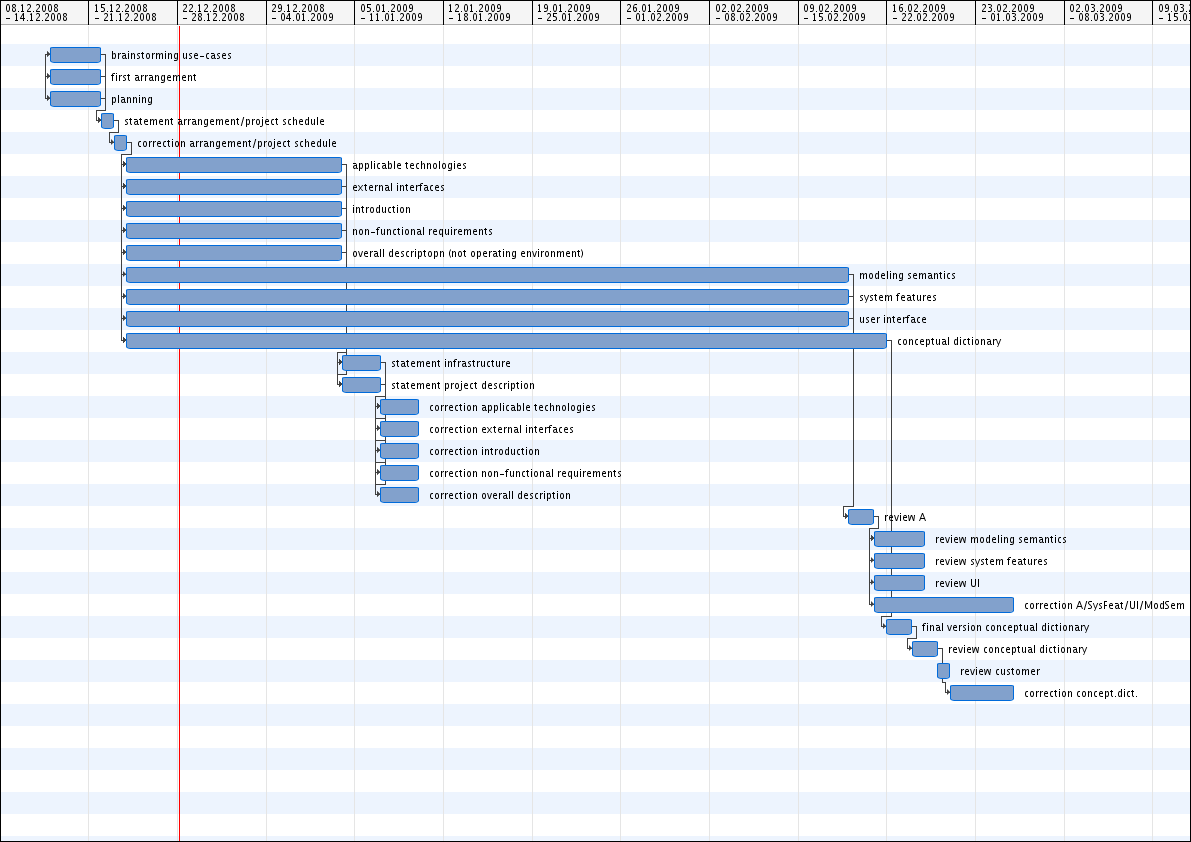 08.12.2008
- 14.12.2008
15.12.2008
- 21.12.2008
22.12.2008
- 28.12.2008
29.12.2008
- 04.01.2009
05.01.2009
- 11.01.2009
12.01.2009
- 18.01.2009
19.01.2009
- 25.01.2009
26.01.2009
- 01.02.2009
02.02.2009
- 08.02.2009
09.02.2009
- 15.02.2009
16.02.2009
- 22.02.2009
23.02.2009
- 01.03.2009
02.03.2009
- 08.03.2009
09.03.
- 15.0
brainstorming use-cases
first arrangement
planning
statement arrangement/project schedule
correction arrangement/project schedule
applicable technologies
external interfaces
introduction
non-functional requirements
overall descriptopn (not operating environment)
modeling semantics
system features
user interface
conceptual dictionary
statement infrastructure
statement project description
correction applicable technologies
correction external interfaces
correction introduction
correction non-functional requirements
correction overall description
review A
review modeling semantics
review system features
review UI
correction A/SysFeat/UI/ModSem
final version conceptual dictionary
review conceptual dictionary
review customer
correction concept.dict.